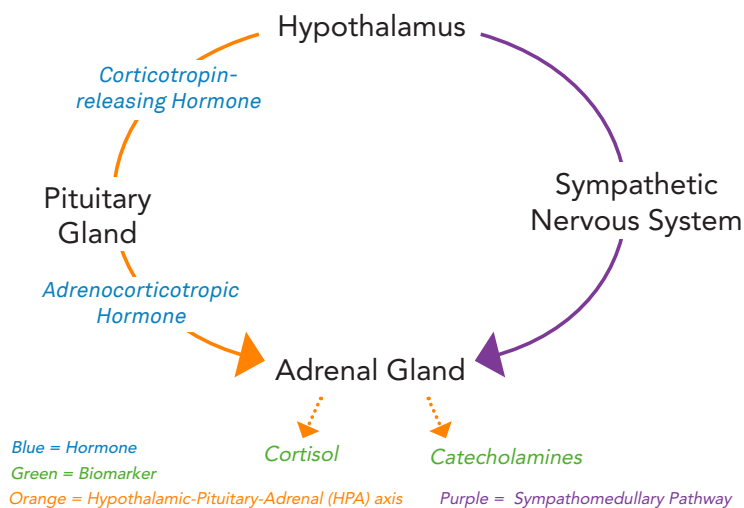 Hypothalamus
Corticotropin-
releasing Hormone
Pituitary
Gland
Sympathetic
Nervous System
Adrenocorticotropic
Hormone
Adrenal Gland
Cortisol
Catecholamines
Blue = Hormone
Green = Biomarker
Orange = Hypothalamic-Pituitary-Adrenal (HPA) axis
Purple = Sympathomedullary Pathway